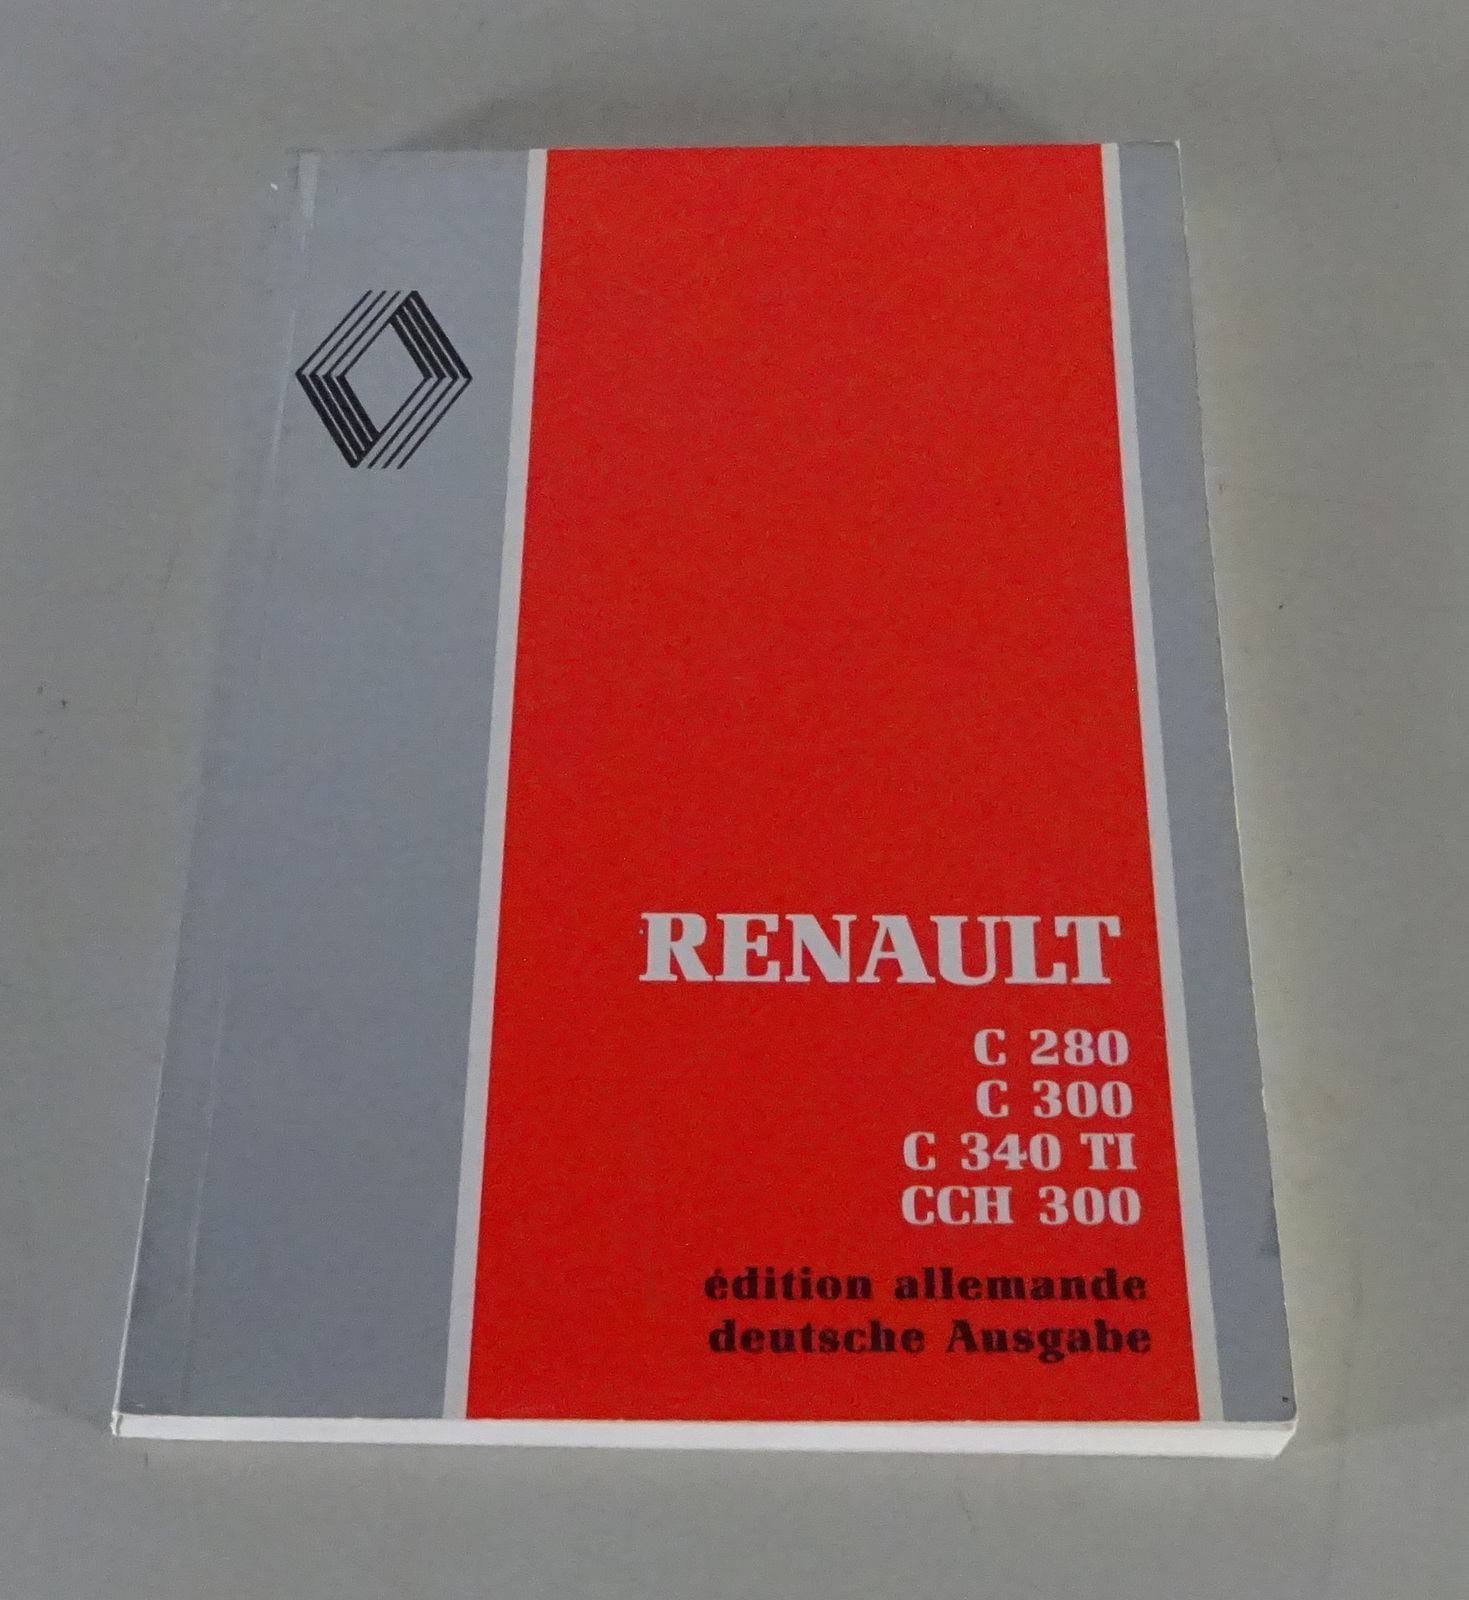 RENAULT
C 280
C 300
C 340 TI
CCH 300
édition allemande
deutsche Ausgabe